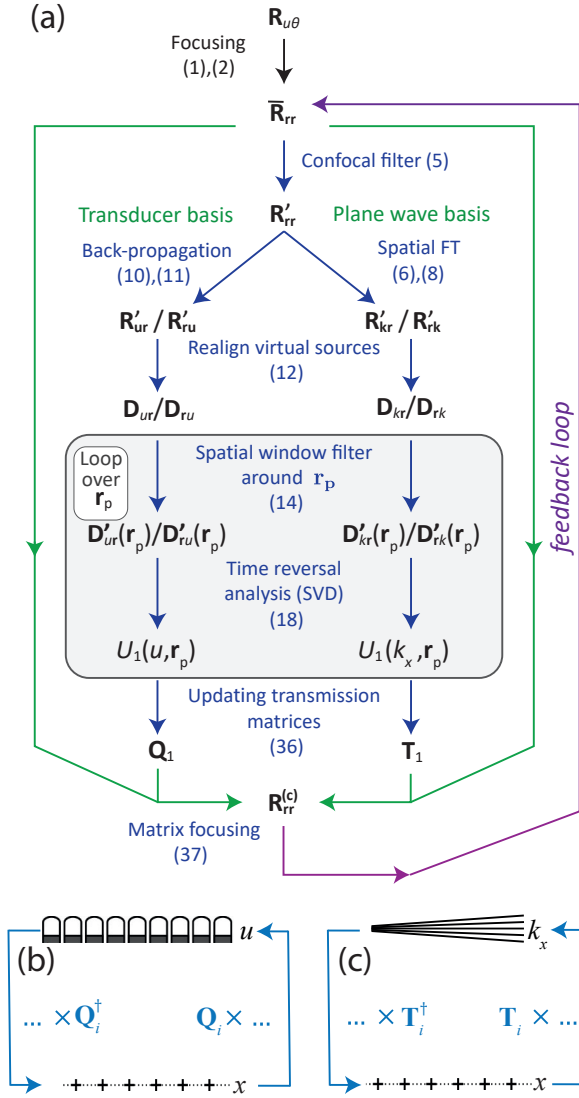 (a)
R_uθ
Focusing
(1),(2)
R̅_rr
Confocal filter (5)
R′_rr
Transducer basis
Plane wave basis
Back-propagation
(10),(11)
Spatial FT
(6),(8)
R′_ur / R′_ru
R′_kr / R′_rk
Realign virtual sources
(12)
D_ur/D_ru
D_kr/D_rk
Loop
over
r_p
Spatial window filter
around r_p
(14)
D′_ur(r_p)/D′_ru(r_p)
D′_kr(r_p)/D′_rk(r_p)
Time reversal
analysis (SVD)
(18)
U_1(u,r_p)
U_1(k_x,r_p)
Updating transmission
matrices
(36)
Q_1
T_1
R_rr^(c)
Matrix focusing
(37)
feedback loop
(b)
u
... × Q_i^†
Q_i × ...
x
(c)
k_x
... × T_i^†
T_i × ...
x